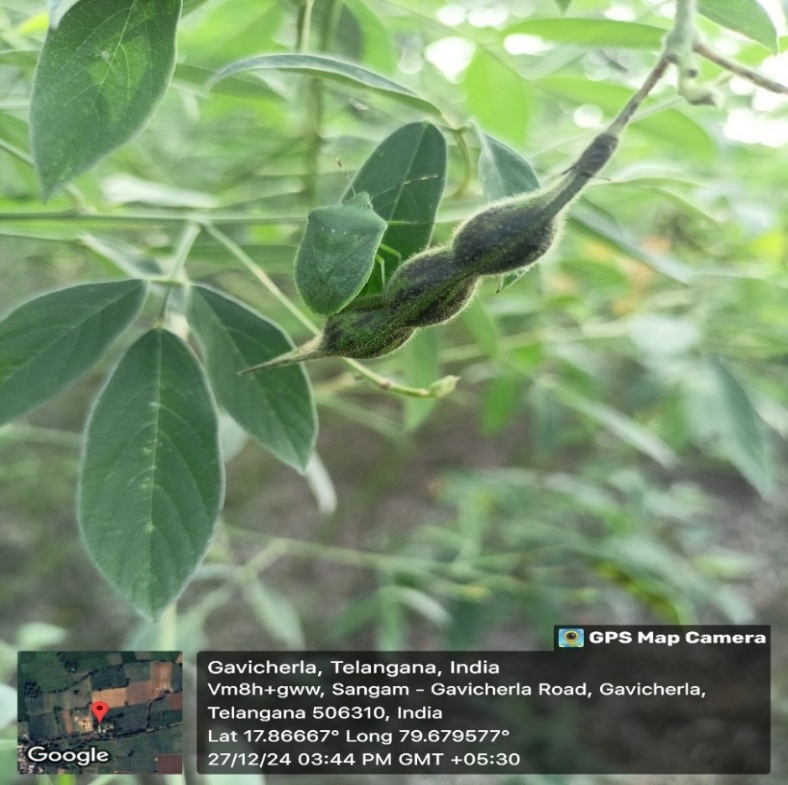 GPS Map Camera
Gavicherla, Telangana, India
Vm8h+gww, Sangam - Gavicherla Road, Gavicherla,
Telangana 506310, India
Lat 17.86667° Long 79.679577°
27/12/24 03:44 PM GMT +05:30
Google